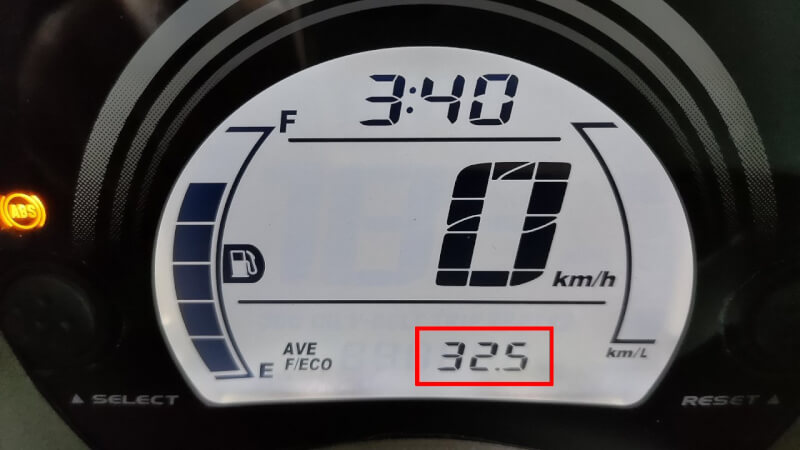 3:40
F
ABS
0 km/h
AVE
F/ECO
32.5
km/L
E
▲ SELECT
RESET ▲